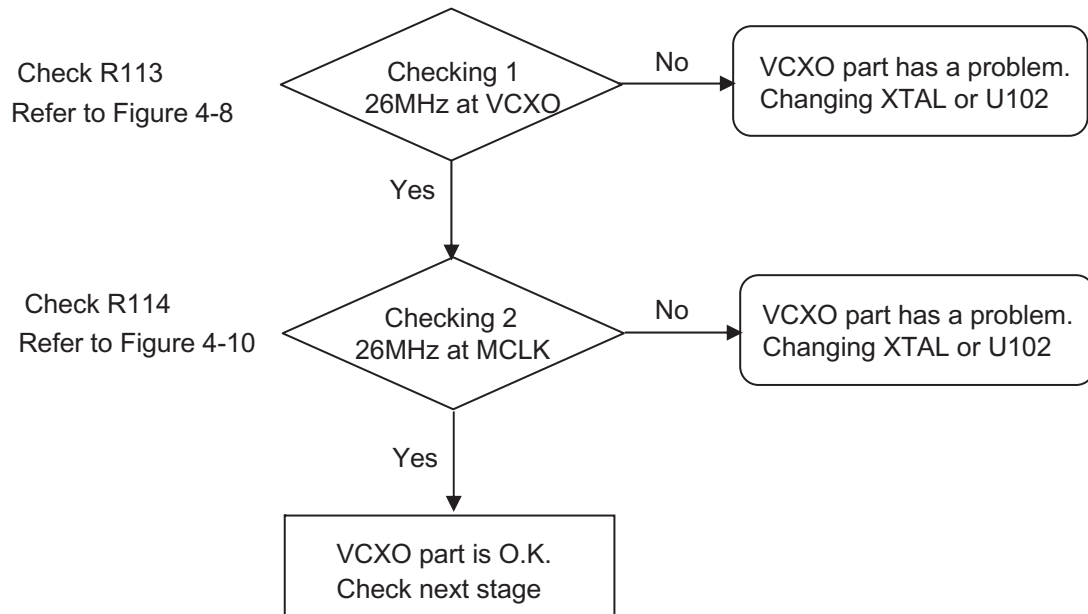 Check R113
Refer to Figure 4-8
Checking 1
26MHz at VCXO
No
VCXO part has a problem.
Changing XTAL or U102
Yes
Check R114
Refer to Figure 4-10
Checking 2
26MHz at MCLK
No
VCXO part has a problem.
Changing XTAL or U102
Yes
VCXO part is O.K.
Check next stage